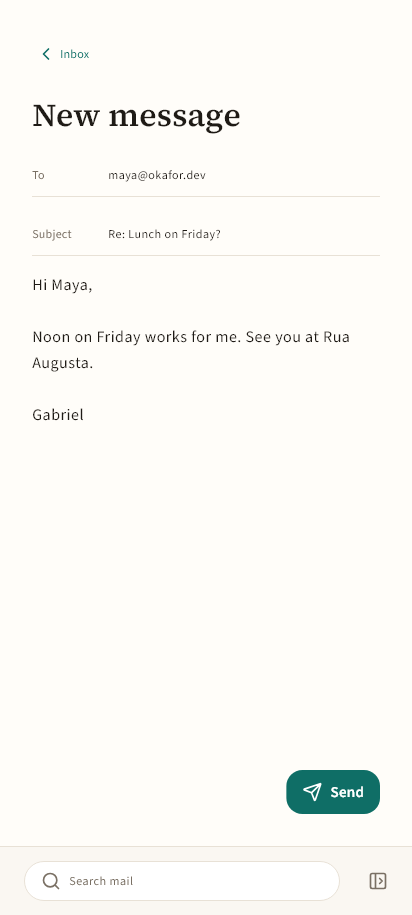 Inbox
New message
To maya@okafor.dev
Subject Re: Lunch on Friday?
Hi Maya,
Noon on Friday works for me. See you at Rua
Augusta.
Gabriel
Send
Search mail